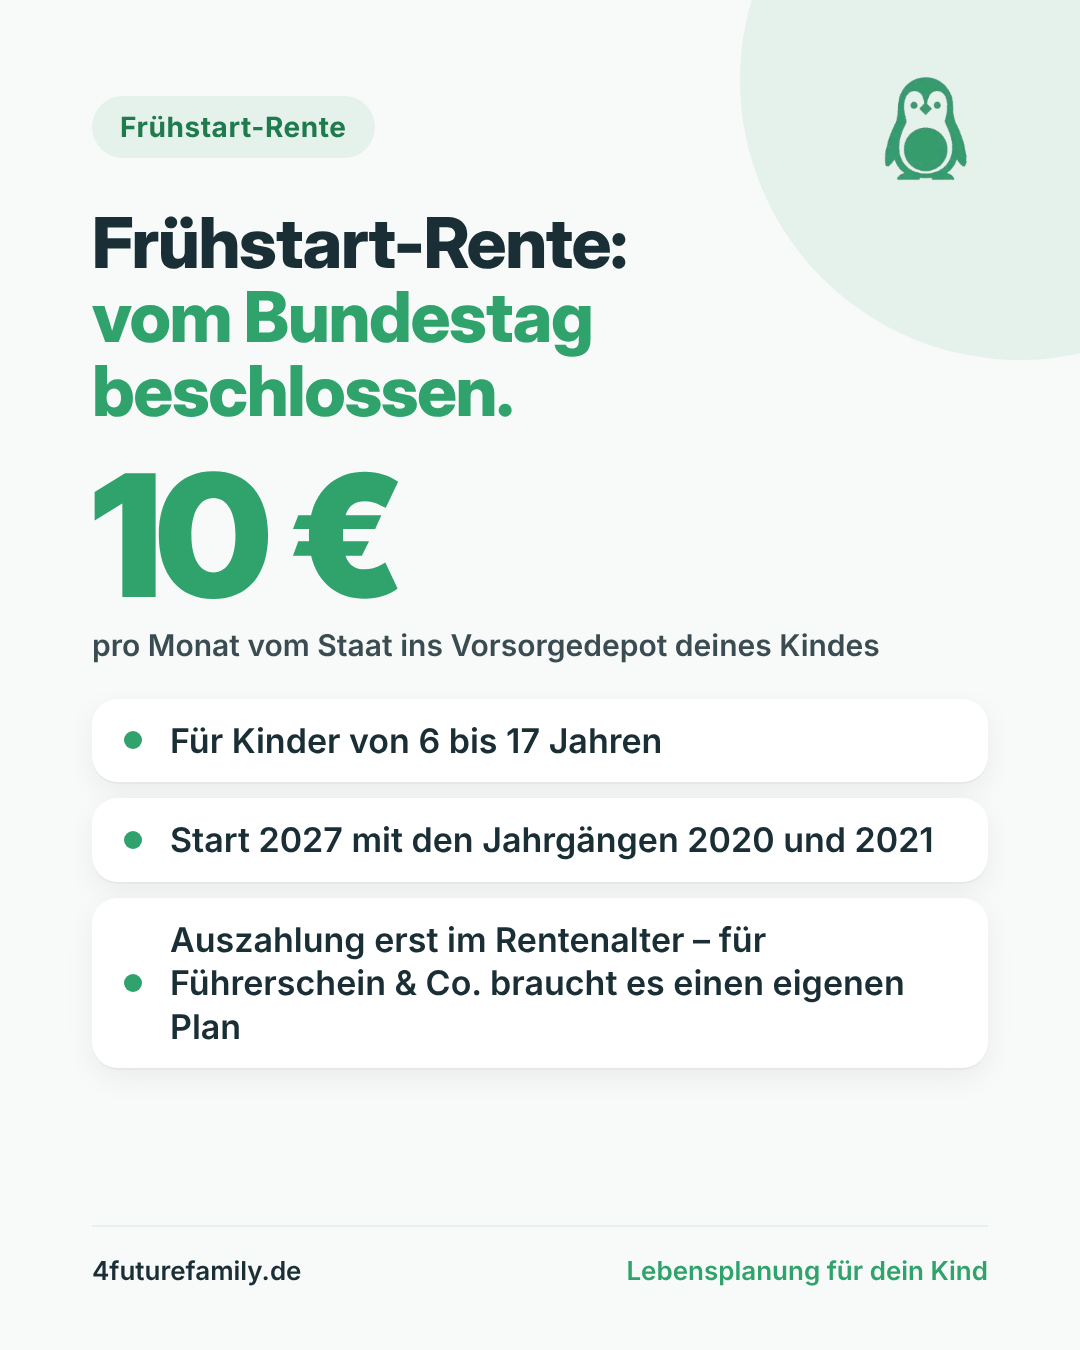 Frühstart-Rente
Frühstart-Rente:
vom Bundestag
beschlossen.
10 €
pro Monat vom Staat ins Vorsorgedepot deines Kindes
Für Kinder von 6 bis 17 Jahren
Start 2027 mit den Jahrgängen 2020 und 2021
Auszahlung erst im Rentenalter – für
Führerschein & Co. braucht es einen eigenen
Plan
4futurefamily.de
Lebensplanung für dein Kind